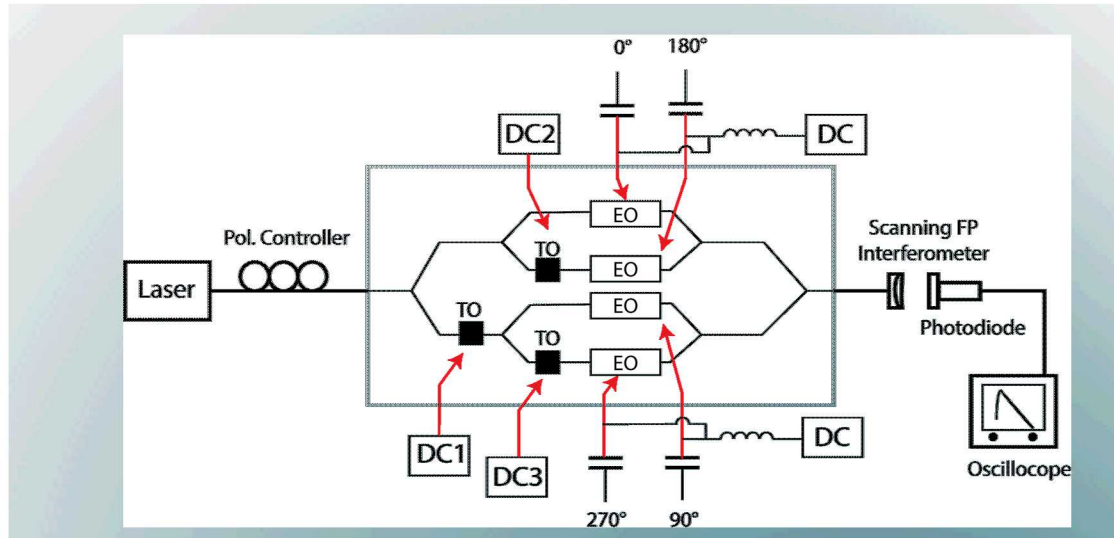 0° 180°
DC2
DC
EO
Pol. Controller
TO
EO
Scanning FP
Interferometer
Laser
TO
TO
EO
EO
Photodiode
DC1
DC3
DC
Oscillocope
270° 90°